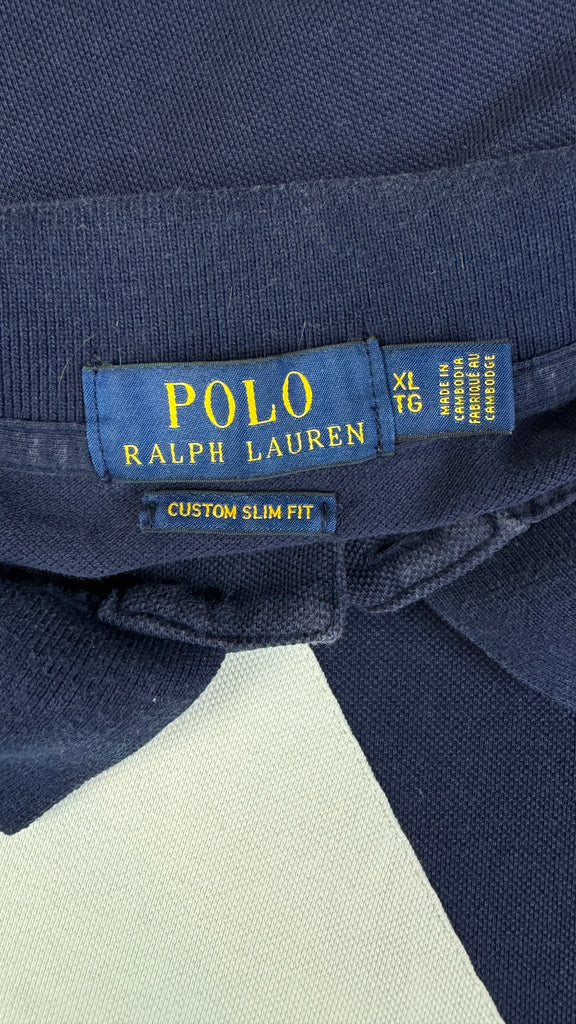 POLO
RALPH LAUREN
XL
TG
MADE IN
CAMBODIA
FABRIQUÉ AU
CAMBODGE
CUSTOM SLIM FIT